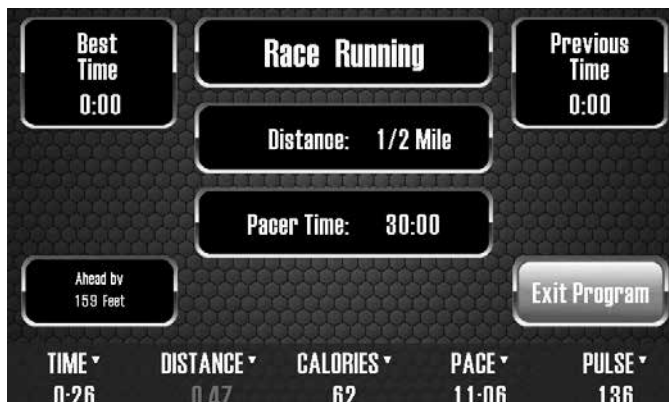 Best
Time
0:00
Race Running
Previous
Time
0:00
Distance: 1/2 Mile
Pacer Time: 30:00
Ahead by
159 Feet
Exit Program
TIME ▾ DISTANCE ▾ CALORIES ▾ PACE ▾ PULSE ▾
0:26 0.47 62 11:06 136